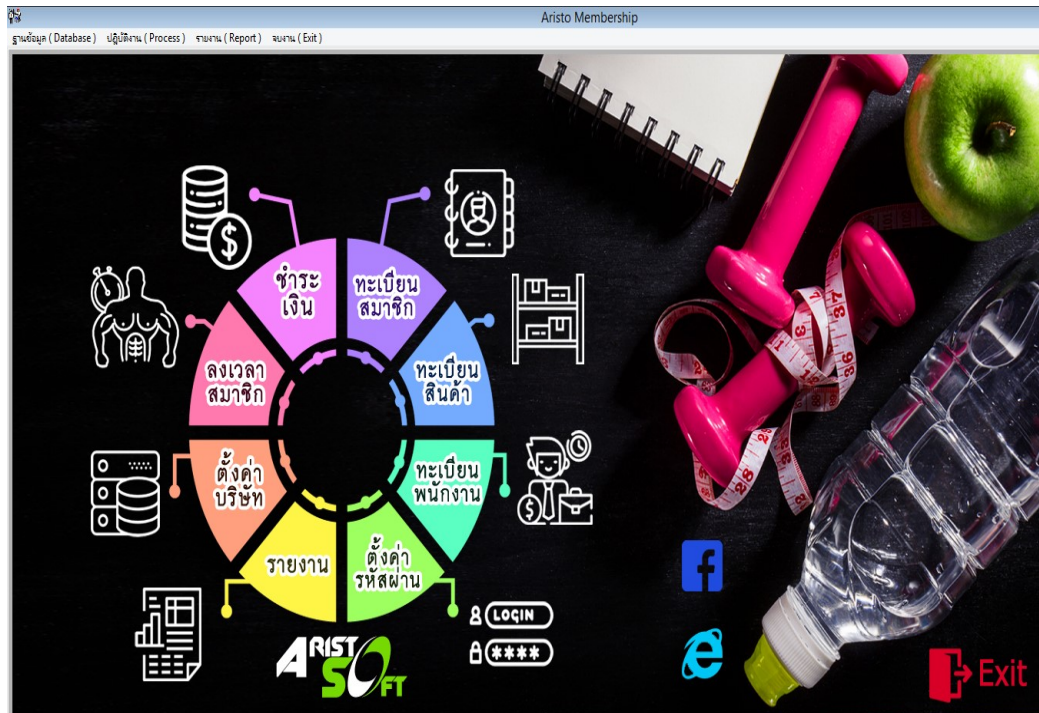 Aristo Membership
ฐานข้อมูล ( Database ) ปฏิบัติงาน ( Process ) รายงาน ( Report ) จบงาน ( Exit )
ชำระ
เงิน
ทะเบียน
สมาชิก
ลงเวลา
สมาชิก
ทะเบียน
สินค้า
ตั้งค่า
บริษัท
ทะเบียน
พนักงาน
รายงาน
ตั้งค่า
รหัสผ่าน
LOGIN
****
ARIST
SOFT
37
36
28
Exit